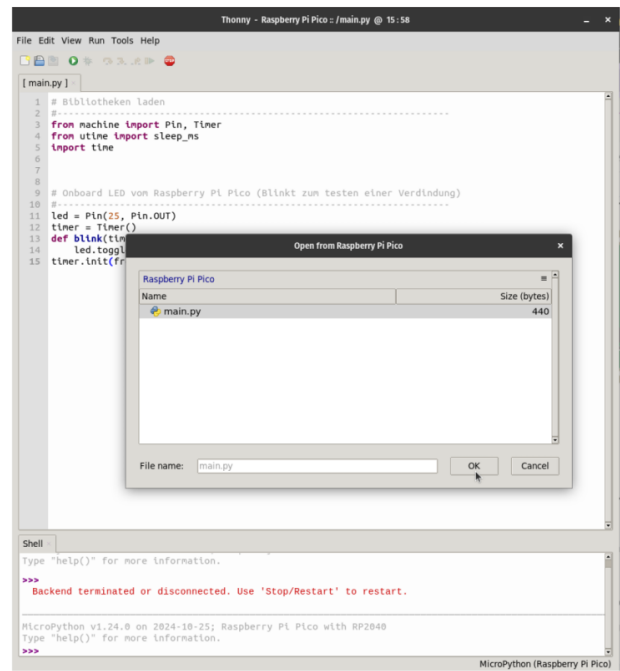 Thonny - Raspberry Pi Pico :: /main.py @ 15 : 58
File Edit View Run Tools Help
[ main.py ]
1 # Bibliotheken laden
2 #----------------------------------------------------------------------
3 from machine import Pin, Timer
4 from utime import sleep_ms
5 import time
6
7
8
9 # Onboard LED vom Raspberry Pi Pico (Blinkt zum testen einer Verdindung)
10 #----------------------------------------------------------------------
11 led = Pin(25, Pin.OUT)
12 timer = Timer()
13 def blink(tim
14 led.toggl
15 timer.init(fr
Open from Raspberry Pi Pico
Raspberry Pi Pico
Name Size (bytes)
main.py 440
File name: main.py OK Cancel
Shell
Type "help()" for more information.
>>>
Backend terminated or disconnected. Use 'Stop/Restart' to restart.
MicroPython v1.24.0 on 2024-10-25; Raspberry Pi Pico with RP2040
Type "help()" for more information.
>>>
MicroPython (Raspberry Pi Pico)